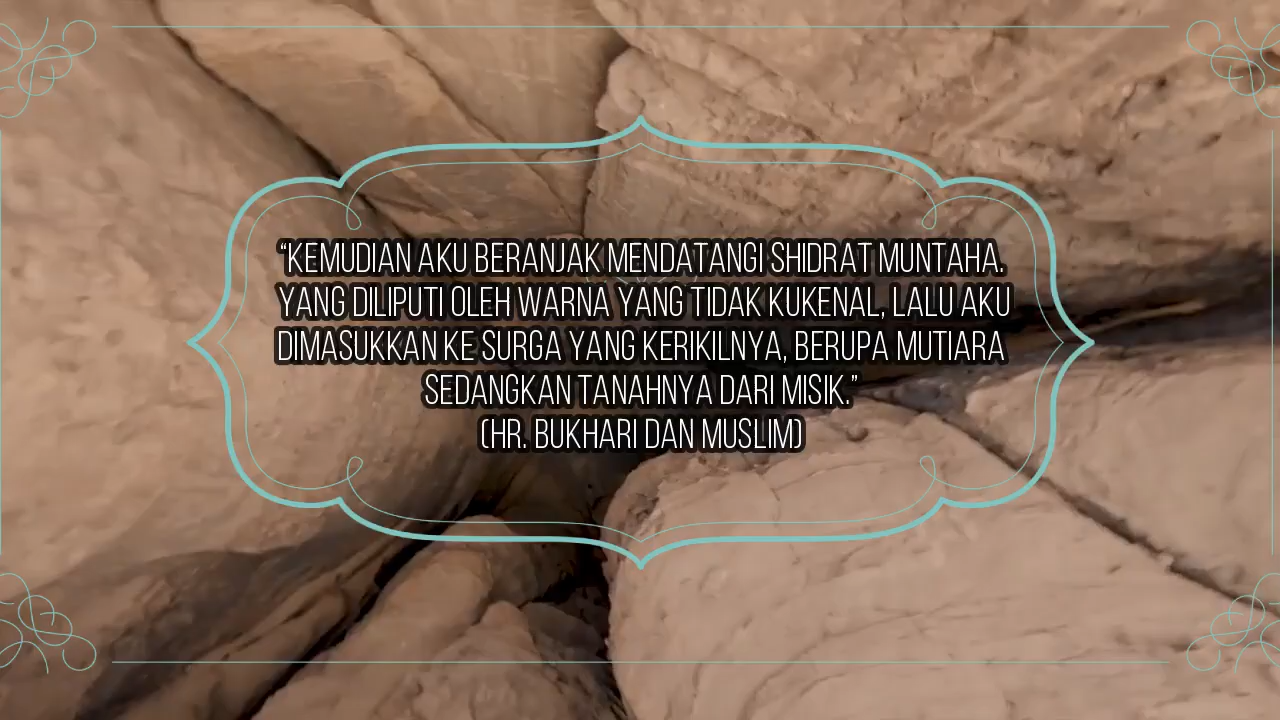 “KEMUDIAN AKU BERANJAK MENDATANGI SHIDRAT MUNTAHA.
YANG DILIPUTI OLEH WARNA YANG TIDAK KUKENAL, LALU AKU
DIMASUKKAN KE SURGA YANG KERIKILNYA, BERUPA MUTIARA
SEDANGKAN TANAHNYA DARI MISIK.”
(HR. BUKHARI DAN MUSLIM)